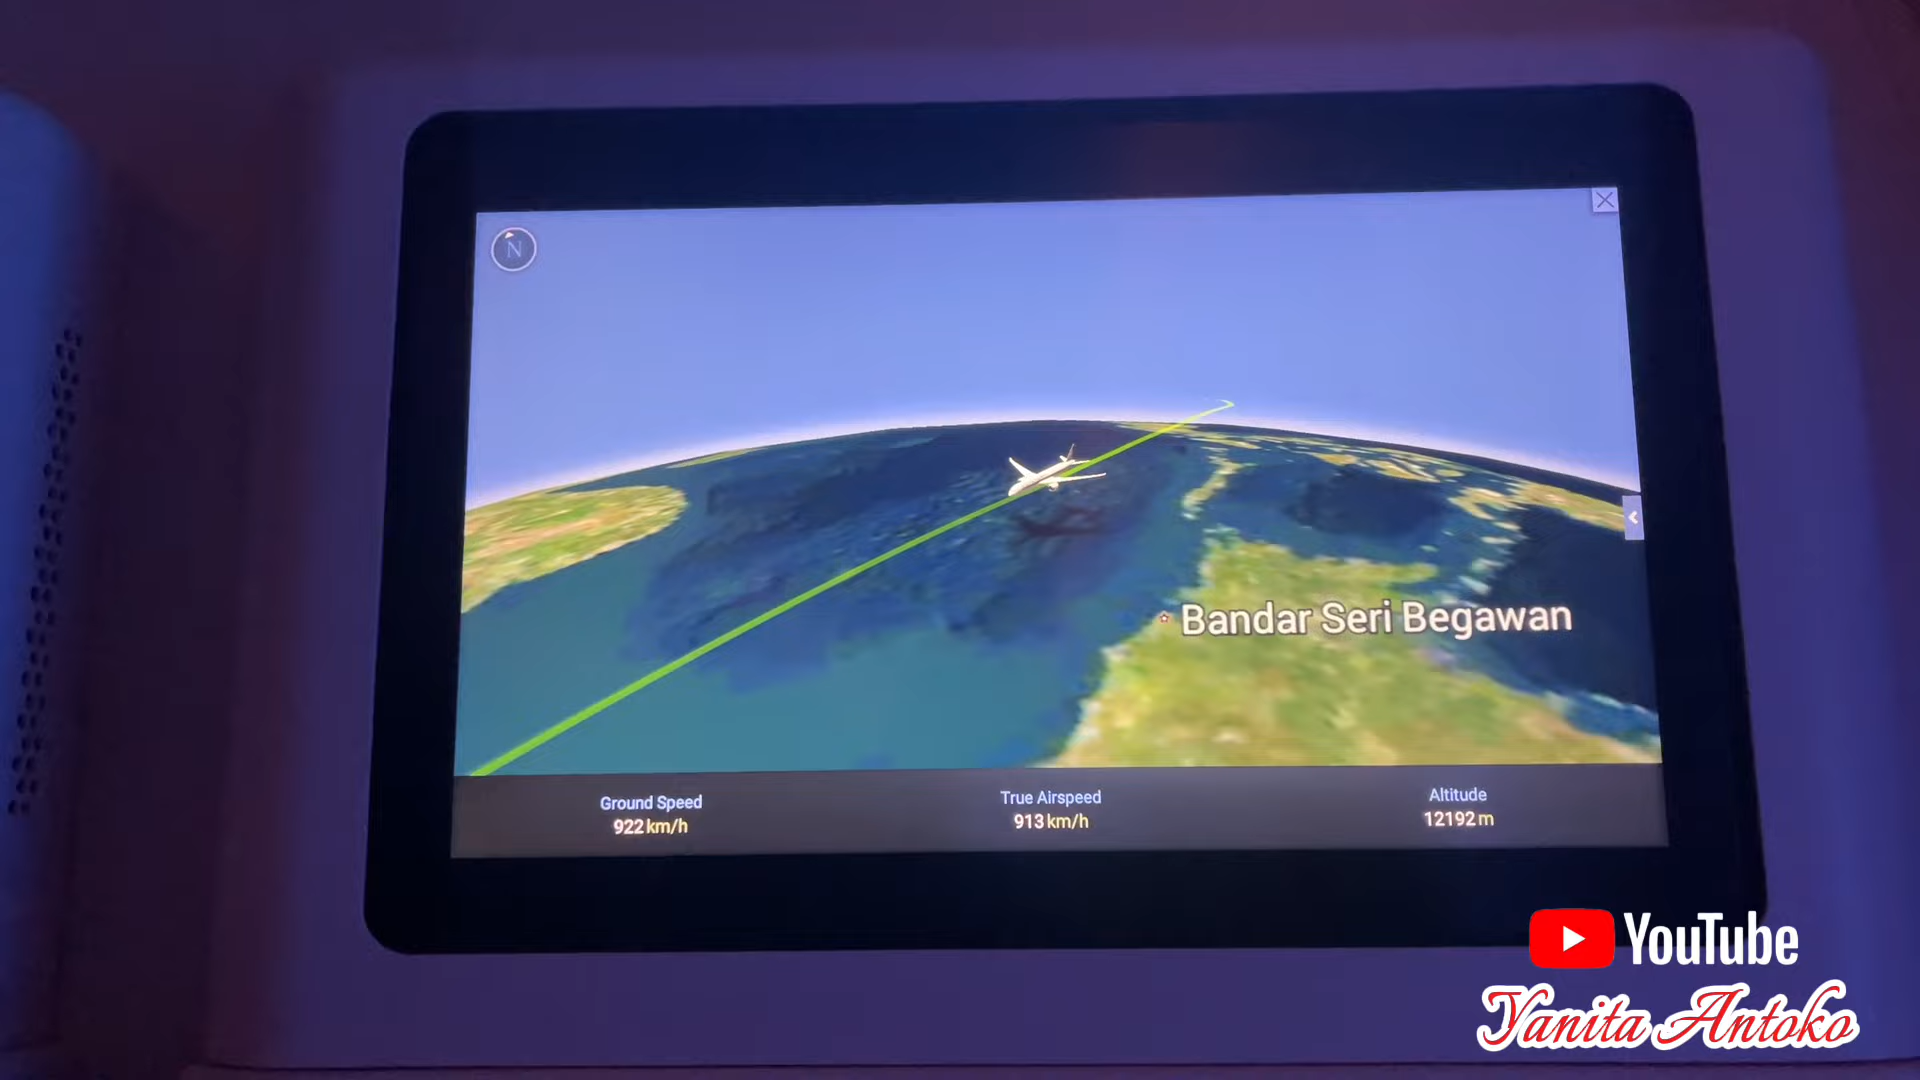 N
Bandar Seri Begawan
Ground Speed
922 km/h
True Airspeed
913 km/h
Altitude
12192 m
YouTube
Yanita Antoko